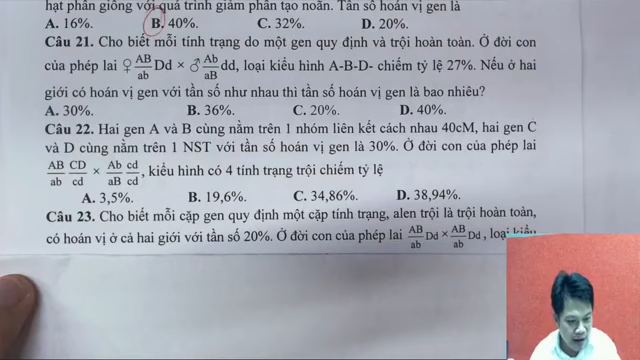 hạt phấn giống với quá trình giảm phân tạo noãn. Tần số hoán vị gen là
A. 16%. B. 40%. C. 32%. D. 20%.
Câu 21. Cho biết mỗi tính trạng do một gen quy định và trội hoàn toàn. Ở đời con
của phép lai ♀ AB/ab Dd × ♂ Ab/aB dd, loại kiểu hình A-B-D- chiếm tỷ lệ 27%. Nếu ở hai
giới có hoán vị gen với tần số như nhau thì tần số hoán vị gen là bao nhiêu?
A. 30%. B. 36%. C. 20%. D. 40%.
Câu 22. Hai gen A và B cùng nằm trên 1 nhóm liên kết cách nhau 40cM, hai gen C
và D cùng nằm trên 1 NST với tần số hoán vị gen là 30%. Ở đời con của phép lai
AB/ab CD/cd × Ab/aB cd/cd, kiểu hình có 4 tính trạng trội chiếm tỷ lệ
A. 3,5%. B. 19,6%. C. 34,86%. D. 38,94%.
Câu 23. Cho biết mỗi cặp gen quy định một cặp tính trạng, alen trội là trội hoàn toàn,
có hoán vị ở cả hai giới với tần số 20%. Ở đời con của phép lai AB/ab Dd × AB/ab Dd, loại kiểu